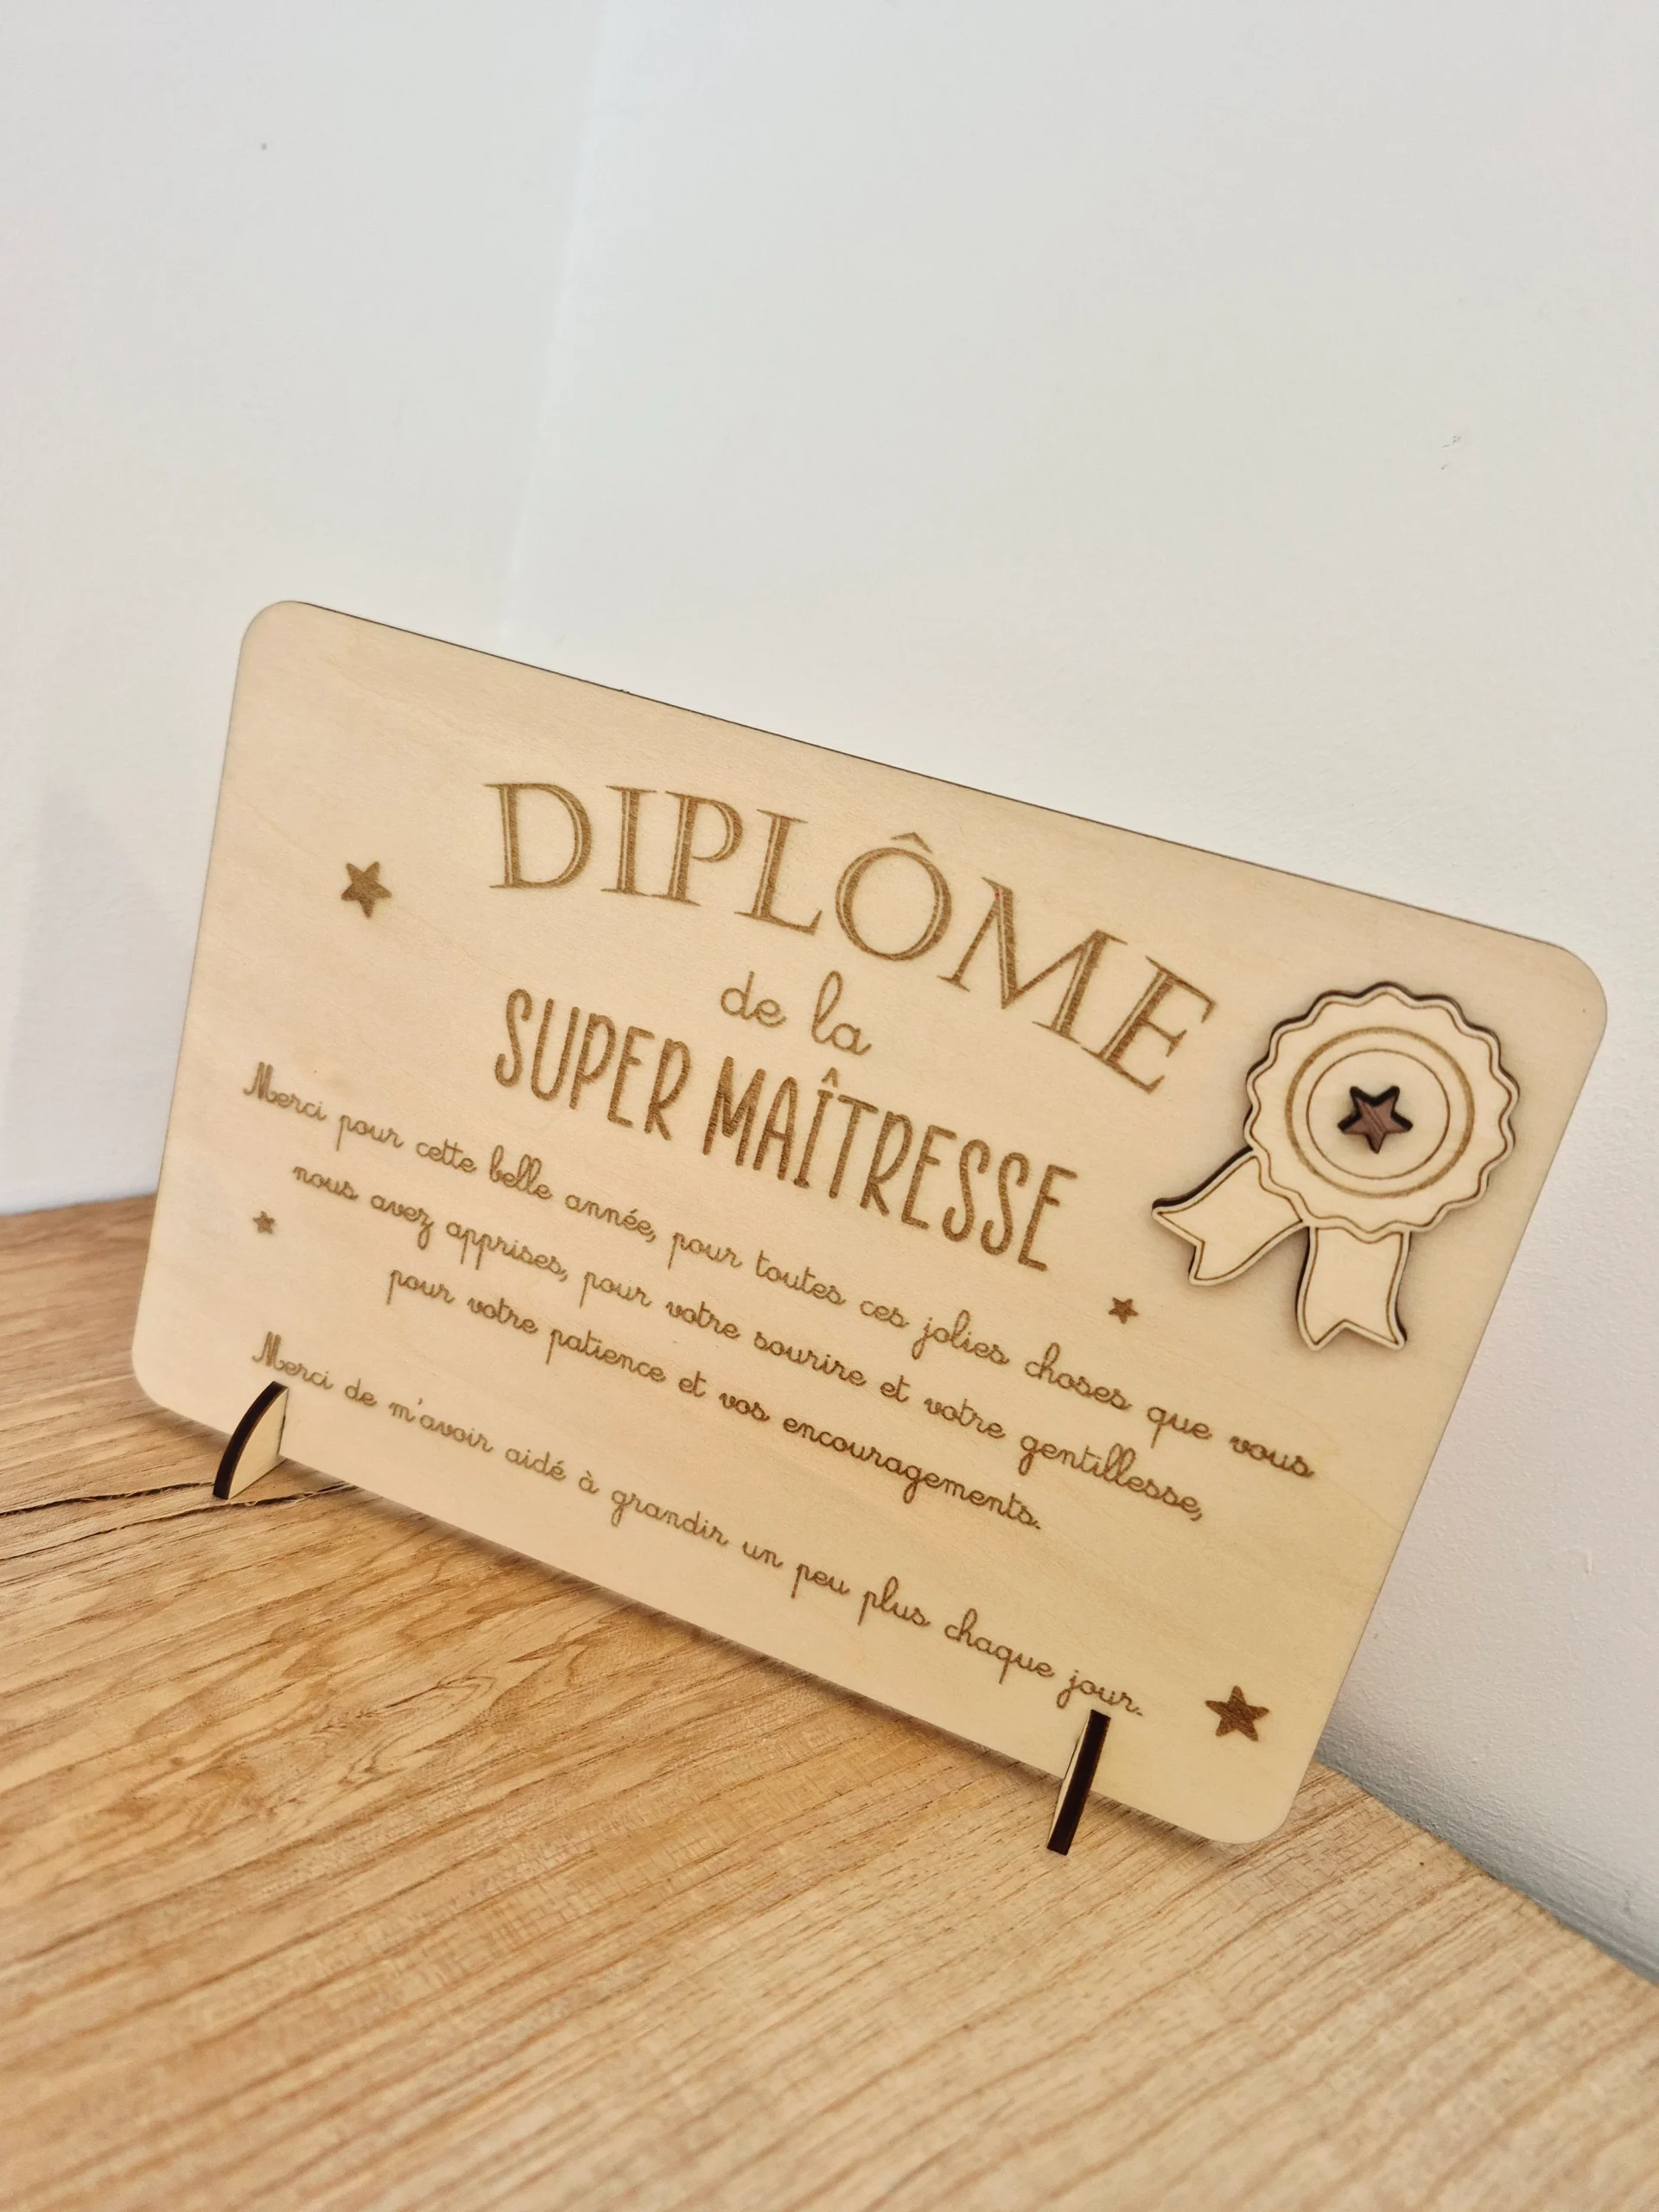 DIPLÔME
de la
SUPER MAÎTRESSE
Merci pour cette belle année, pour toutes ces jolies choses que vous
nous avez apprises, pour votre sourire et votre gentillesse,
pour votre patience et vos encouragements.
Merci de m'avoir aidé à grandir un peu plus chaque jour.